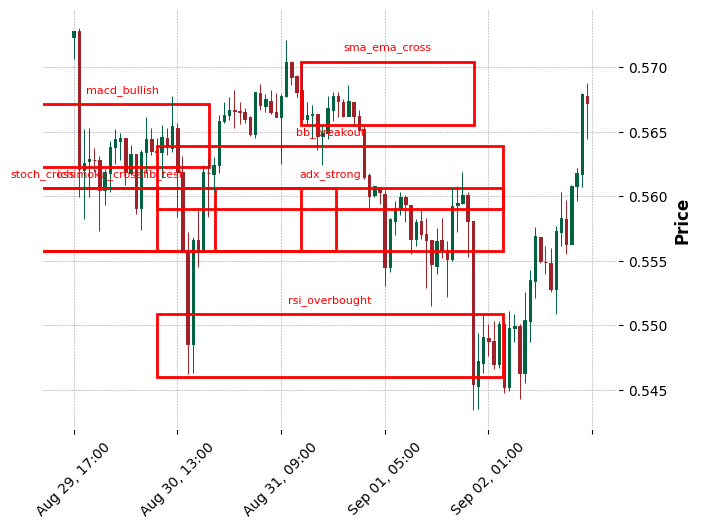 sma_ema_cross
0.570
macd_bullish
0.565
bb_breakout
stoch_cross
ichimoku_cross
fib_test
adx_strong
0.560
Price
0.555
rsi_overbought
0.550
0.545
Aug 29, 17:00
Aug 30, 13:00
Aug 31, 09:00
Sep 01, 05:00
Sep 02, 01:00